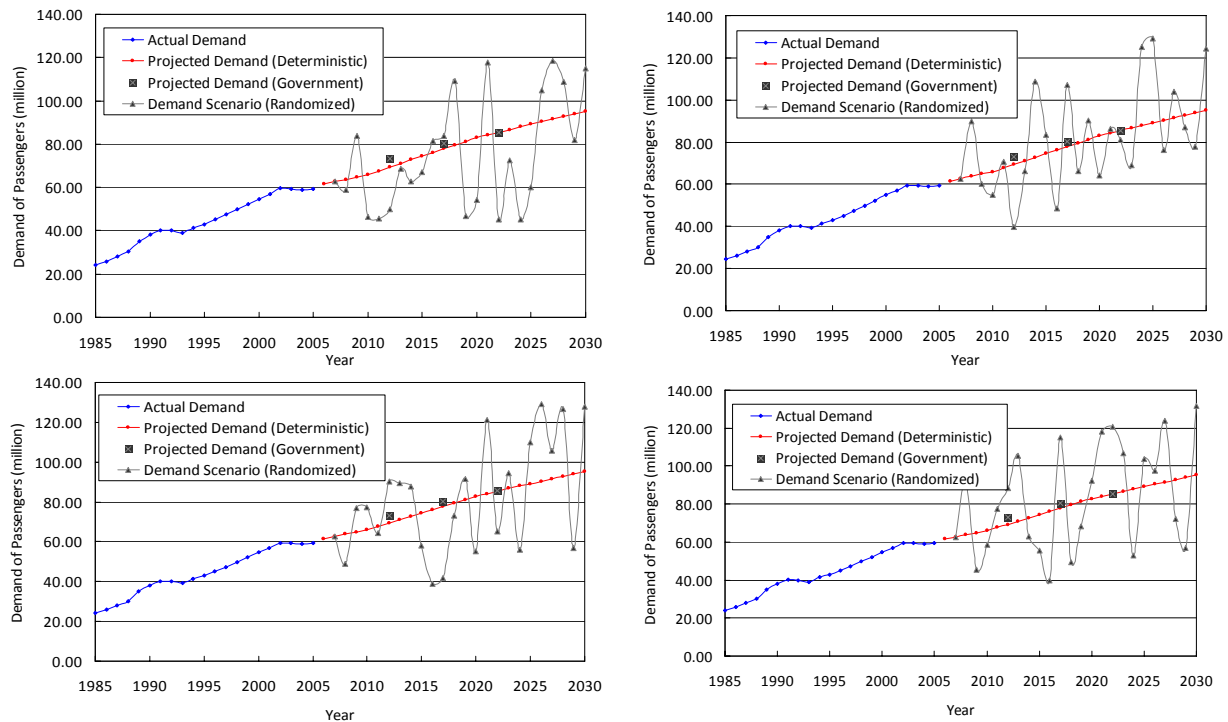 Demand of Passengers (million)
140.00
120.00
100.00
80.00
60.00
40.00
20.00
0.00
Actual Demand
Projected Demand (Deterministic)
Projected Demand (Government)
Demand Scenario (Randomized)
1985 1990 1995 2000 2005 2010 2015 2020 2025 2030
Year
Demand of Passengers (million)
140.00
120.00
100.00
80.00
60.00
40.00
20.00
0.00
Actual Demand
Projected Demand (Deterministic)
Projected Demand (Government)
Demand Scenario (Randomized)
1985 1990 1995 2000 2005 2010 2015 2020 2025 2030
Year
Demand of Passengers (million)
140.00
120.00
100.00
80.00
60.00
40.00
20.00
0.00
Actual Demand
Projected Demand (Deterministic)
Projected Demand (Government)
Demand Scenario (Randomized)
1985 1990 1995 2000 2005 2010 2015 2020 2025 2030
Year
Demand of Passengers (million)
140.00
120.00
100.00
80.00
60.00
40.00
20.00
0.00
Actual Demand
Projected Demand (Deterministic)
Projected Demand (Government)
Demand Scenario (Randomized)
1985 1990 1995 2000 2005 2010 2015 2020 2025 2030
Year